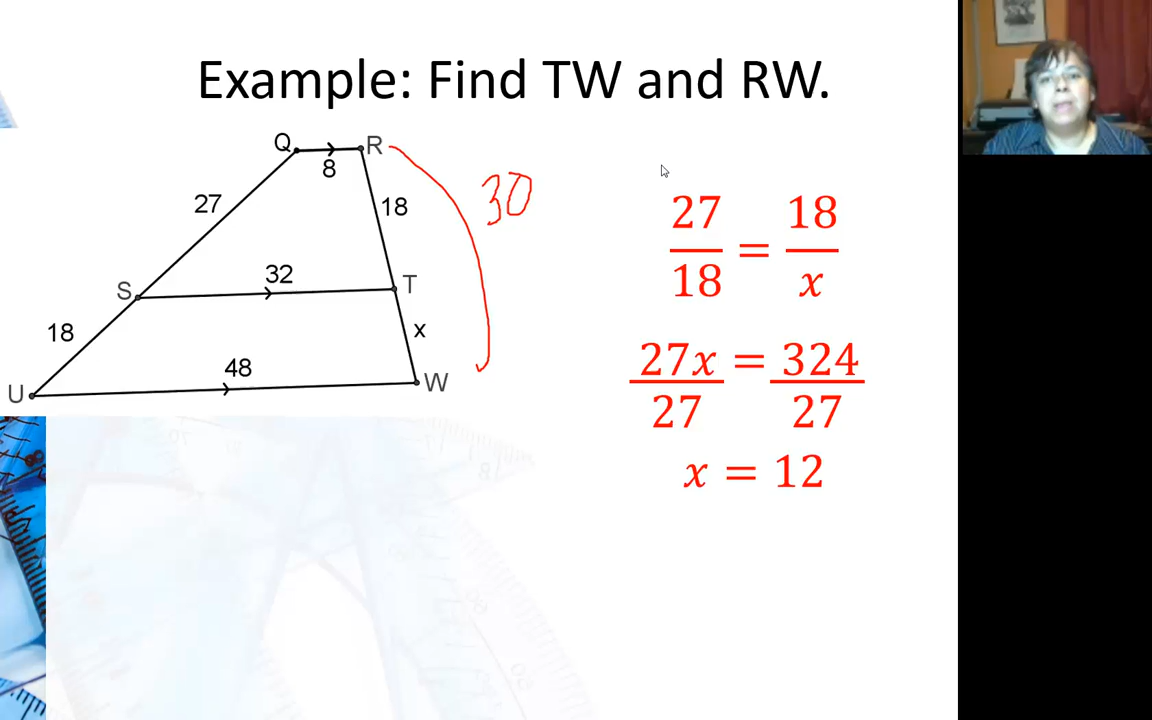 Example: Find TW and RW.
Q
R
8
27
18
30
S
32
T
18
x
48
U
W
27/18 = 18/x
27x/27 = 324/27
x = 12